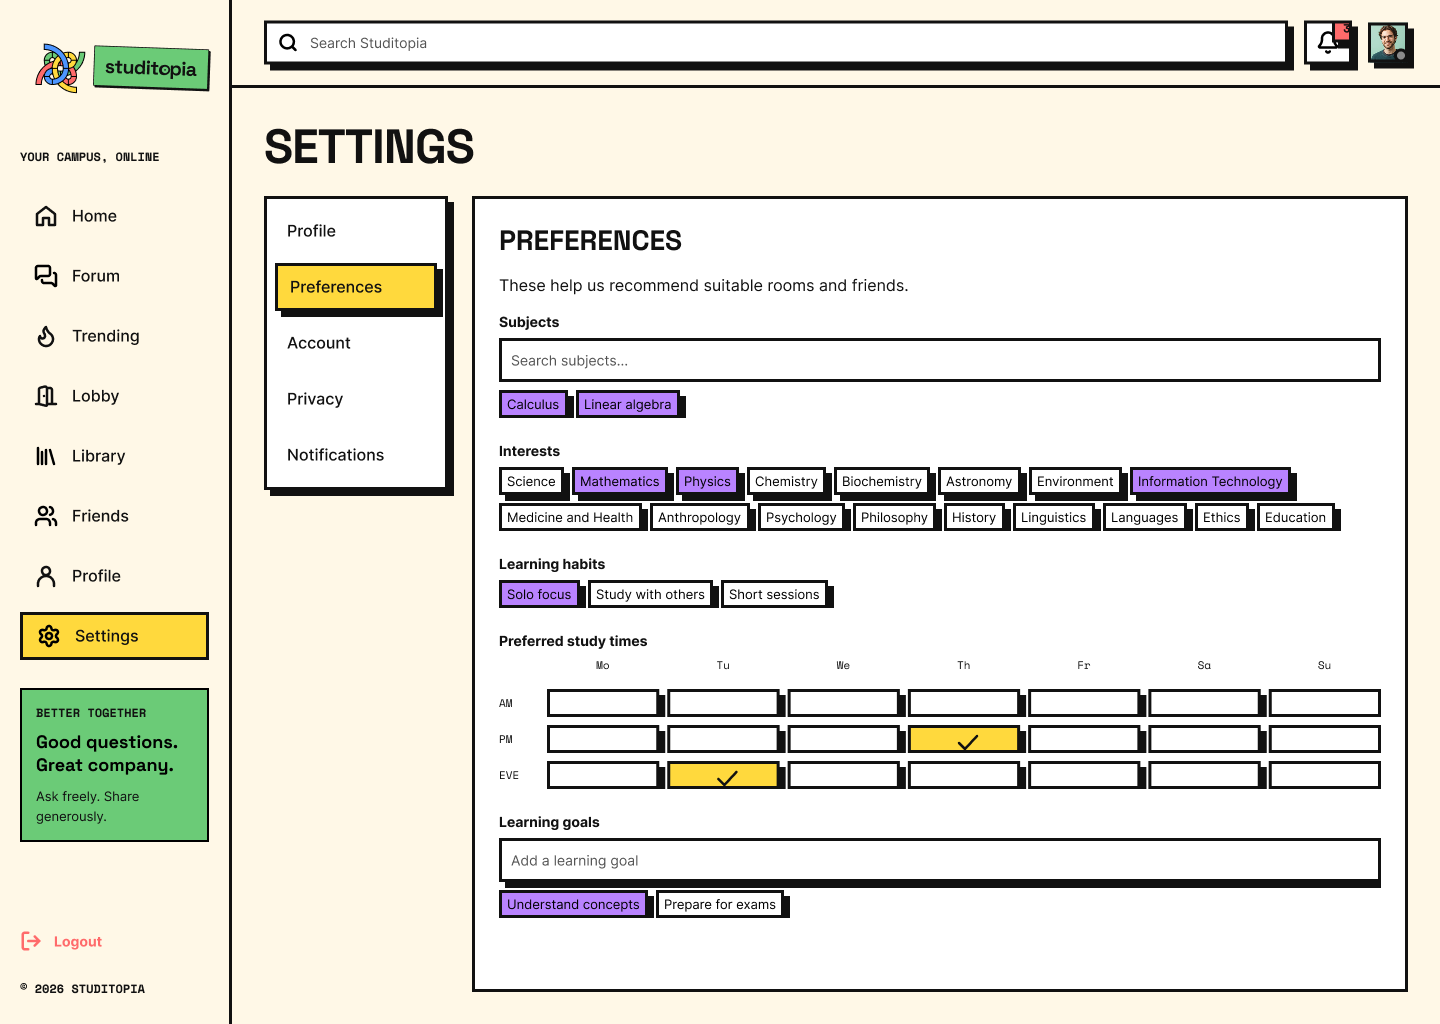 studitopia
Search Studitopia
3
YOUR CAMPUS, ONLINE
Home
Forum
Trending
Lobby
Library
Friends
Profile
Settings
BETTER TOGETHER
Good questions.
Great company.
Ask freely. Share
generously.
Logout
© 2026 STUDITOPIA
SETTINGS
Profile
Preferences
Account
Privacy
Notifications
PREFERENCES
These help us recommend suitable rooms and friends.
Subjects
Search subjects...
Calculus Linear algebra
Interests
Science Mathematics Physics Chemistry Biochemistry Astronomy Environment Information Technology
Medicine and Health Anthropology Psychology Philosophy History Linguistics Languages Ethics Education
Learning habits
Solo focus Study with others Short sessions
Preferred study times
Mo Tu We Th Fr Sa Su
AM
PM
EVE
Learning goals
Add a learning goal
Understand concepts Prepare for exams